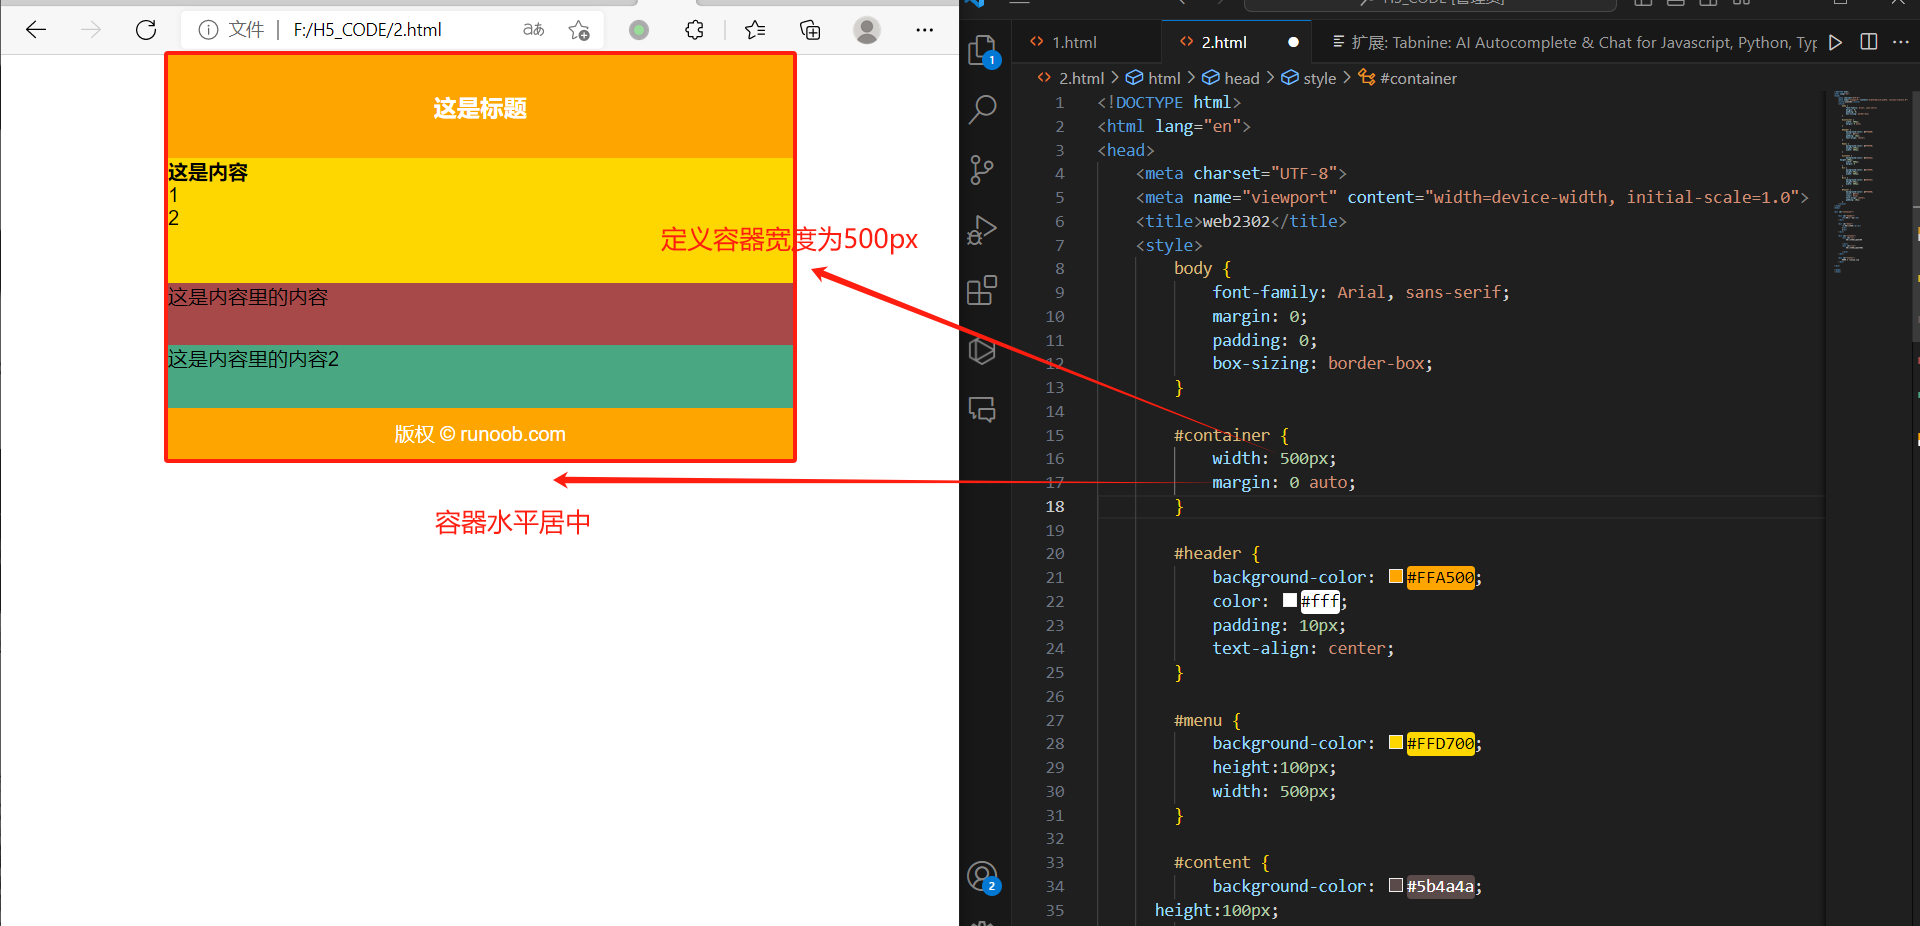 文件 F:/H5_CODE/2.html
这是标题
这是内容
1
2
定义容器宽度为500px
这是内容里的内容
这是内容里的内容2
版权 © runoob.com
容器水平居中
H5_CODE [管理员]
1.html
2.html
扩展: Tabnine: AI Autocomplete & Chat for Javascript, Python, Typ
2.html > html > head > style > #container
1 <!DOCTYPE html>
2 <html lang="en">
3 <head>
4 <meta charset="UTF-8">
5 <meta name="viewport" content="width=device-width, initial-scale=1.0">
6 <title>web2302</title>
7 <style>
8 body {
9 font-family: Arial, sans-serif;
10 margin: 0;
11 padding: 0;
12 box-sizing: border-box;
13 }
14
15 #container {
16 width: 500px;
17 margin: 0 auto;
18 }
19
20 #header {
21 background-color: #FFA500;
22 color: #fff;
23 padding: 10px;
24 text-align: center;
25 }
26
27 #menu {
28 background-color: #FFD700;
29 height:100px;
30 width: 500px;
31 }
32
33 #content {
34 background-color: #5b4a4a;
35 height:100px;
1
2